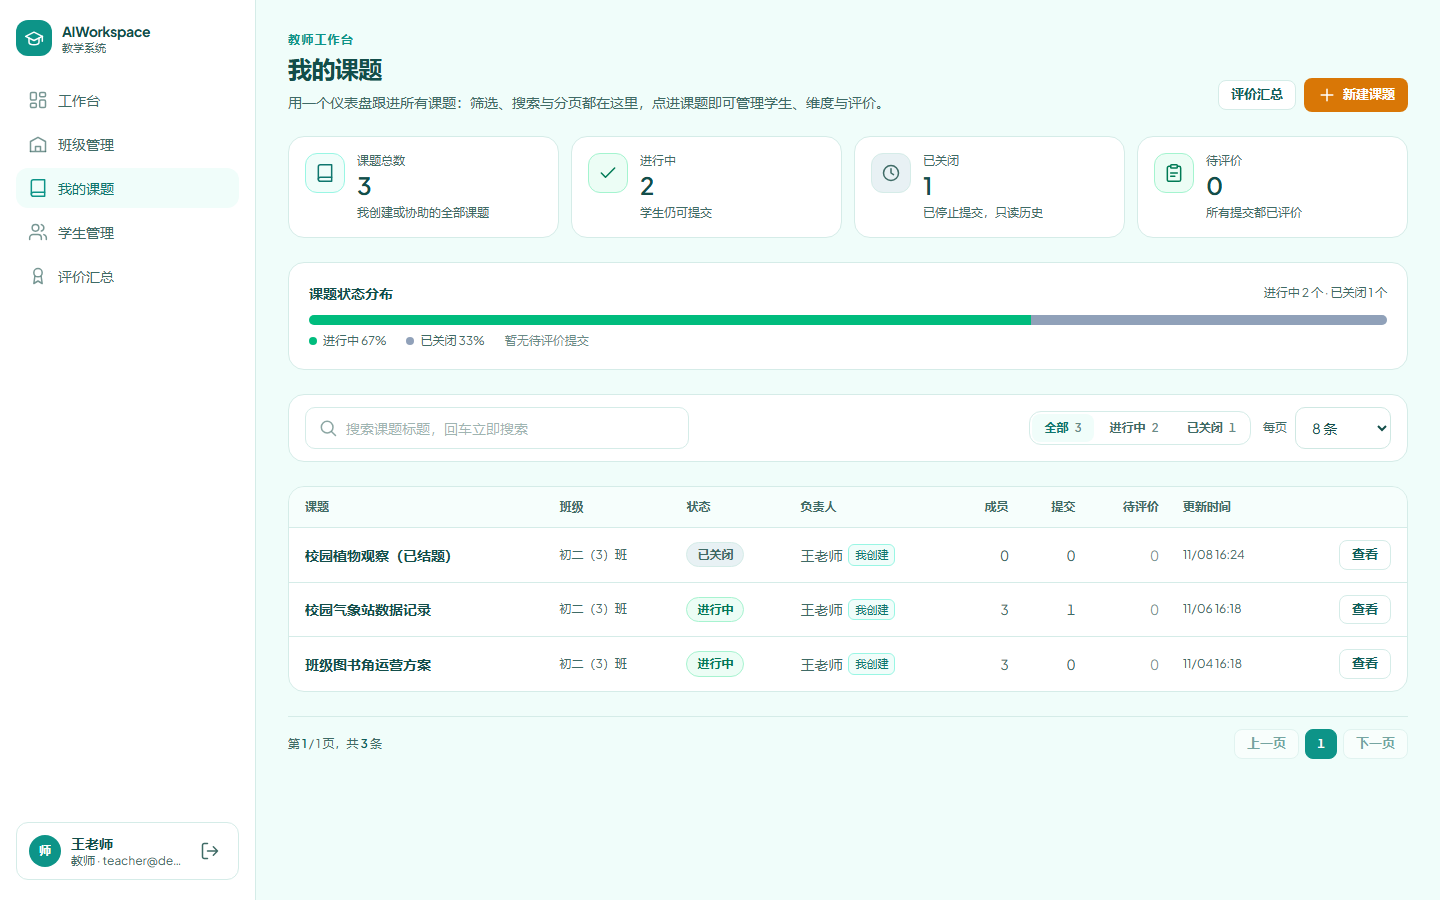 AIWorkspace
教学系统
工作台
班级管理
我的课题
学生管理
评价汇总
师
王老师
教师 · teacher@de...
教师工作台
我的课题
用一个仪表盘跟进所有课题：筛选、搜索与分页都在这里，点进课题即可管理学生、维度与评价。
评价汇总
新建课题
课题总数
3
我创建或协助的全部课题
进行中
2
学生仍可提交
已关闭
1
已停止提交，只读历史
待评价
0
所有提交都已评价
课题状态分布
进行中 2 个 · 已关闭 1 个
进行中 67%
已关闭 33%
暂无待评价提交
搜索课题标题，回车立即搜索
全部 3
进行中 2
已关闭 1
每页
8 条
课题 班级 状态 负责人 成员 提交 待评价 更新时间
校园植物观察（已结题） 初二（3）班 已关闭 王老师 我创建 0 0 0 11/08 16:24 查看
校园气象站数据记录 初二（3）班 进行中 王老师 我创建 3 1 0 11/06 16:18 查看
班级图书角运营方案 初二（3）班 进行中 王老师 我创建 3 0 0 11/04 16:18 查看
第 1 / 1 页，共 3 条
上一页
1
下一页